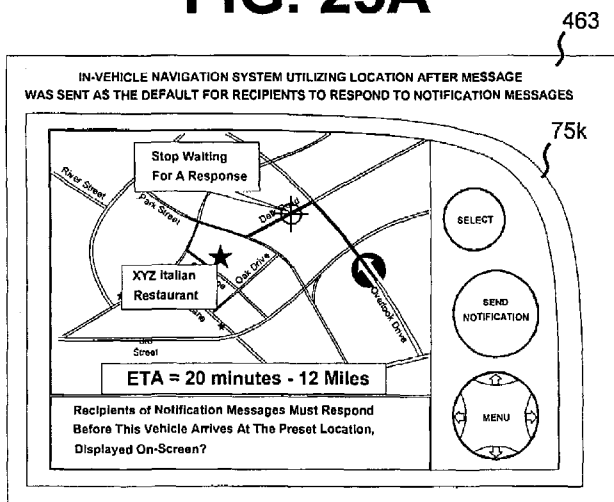 FIG. 25A
463
IN-VEHICLE NAVIGATION SYSTEM UTILIZING LOCATION AFTER MESSAGE
WAS SENT AS THE DEFAULT FOR RECIPIENTS TO RESPOND TO NOTIFICATION MESSAGES
75k
Stop Waiting
For A Response
River Street
Park Street
SELECT
XYZ Italian
Restaurant
Oak Drive
Overlook Drive
SEND
NOTIFICATION
Street
ETA = 20 minutes - 12 Miles
MENU
Recipients of Notification Messages Must Respond
Before This Vehicle Arrives At The Preset Location,
Displayed On-Screen?